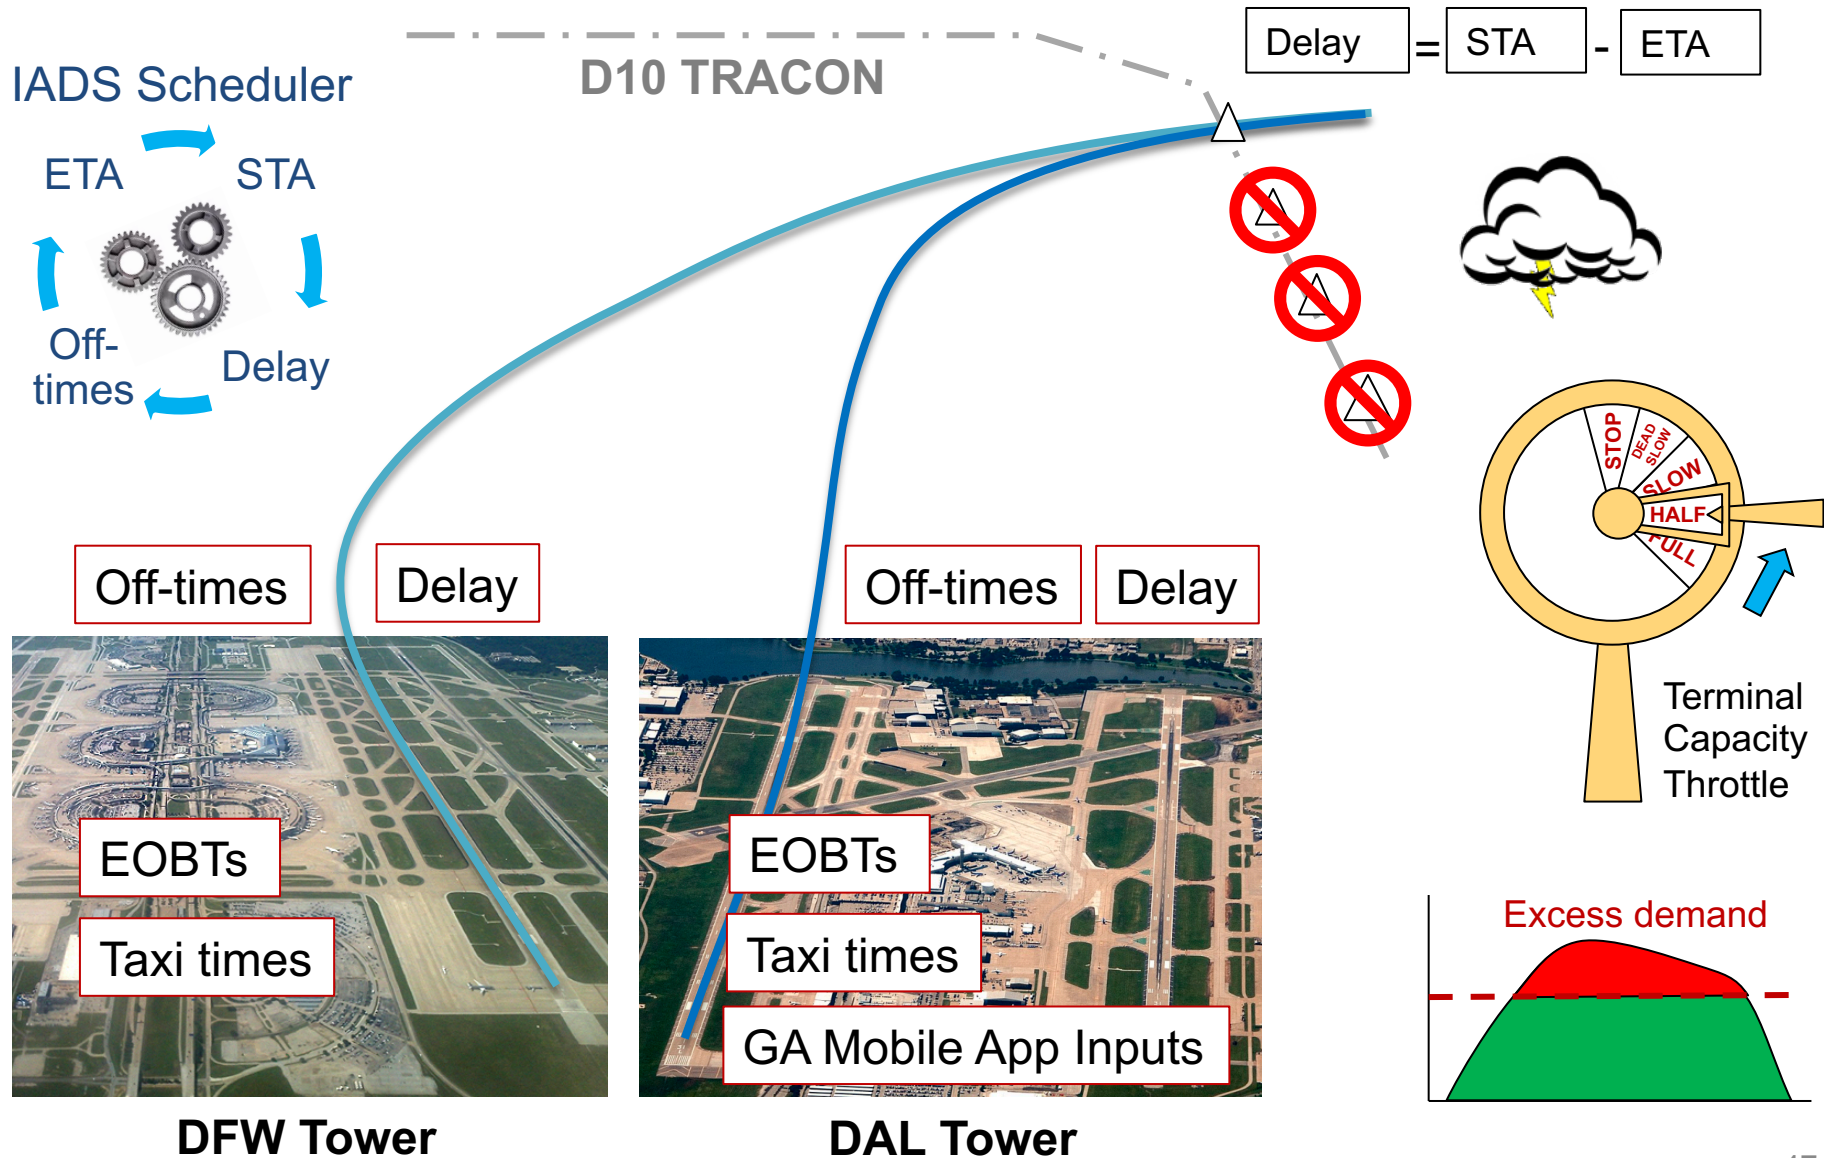 Delay = STA - ETA
D10 TRACON
IADS Scheduler
ETA
STA
Off-
times
Delay
STOP
DEAD
SLOW
SLOW
HALF
FULL
Off-times
Delay
Off-times
Delay
Terminal
Capacity
Throttle
EOBTs
Taxi times
EOBTs
Taxi times
GA Mobile App Inputs
Excess demand
DFW Tower
DAL Tower